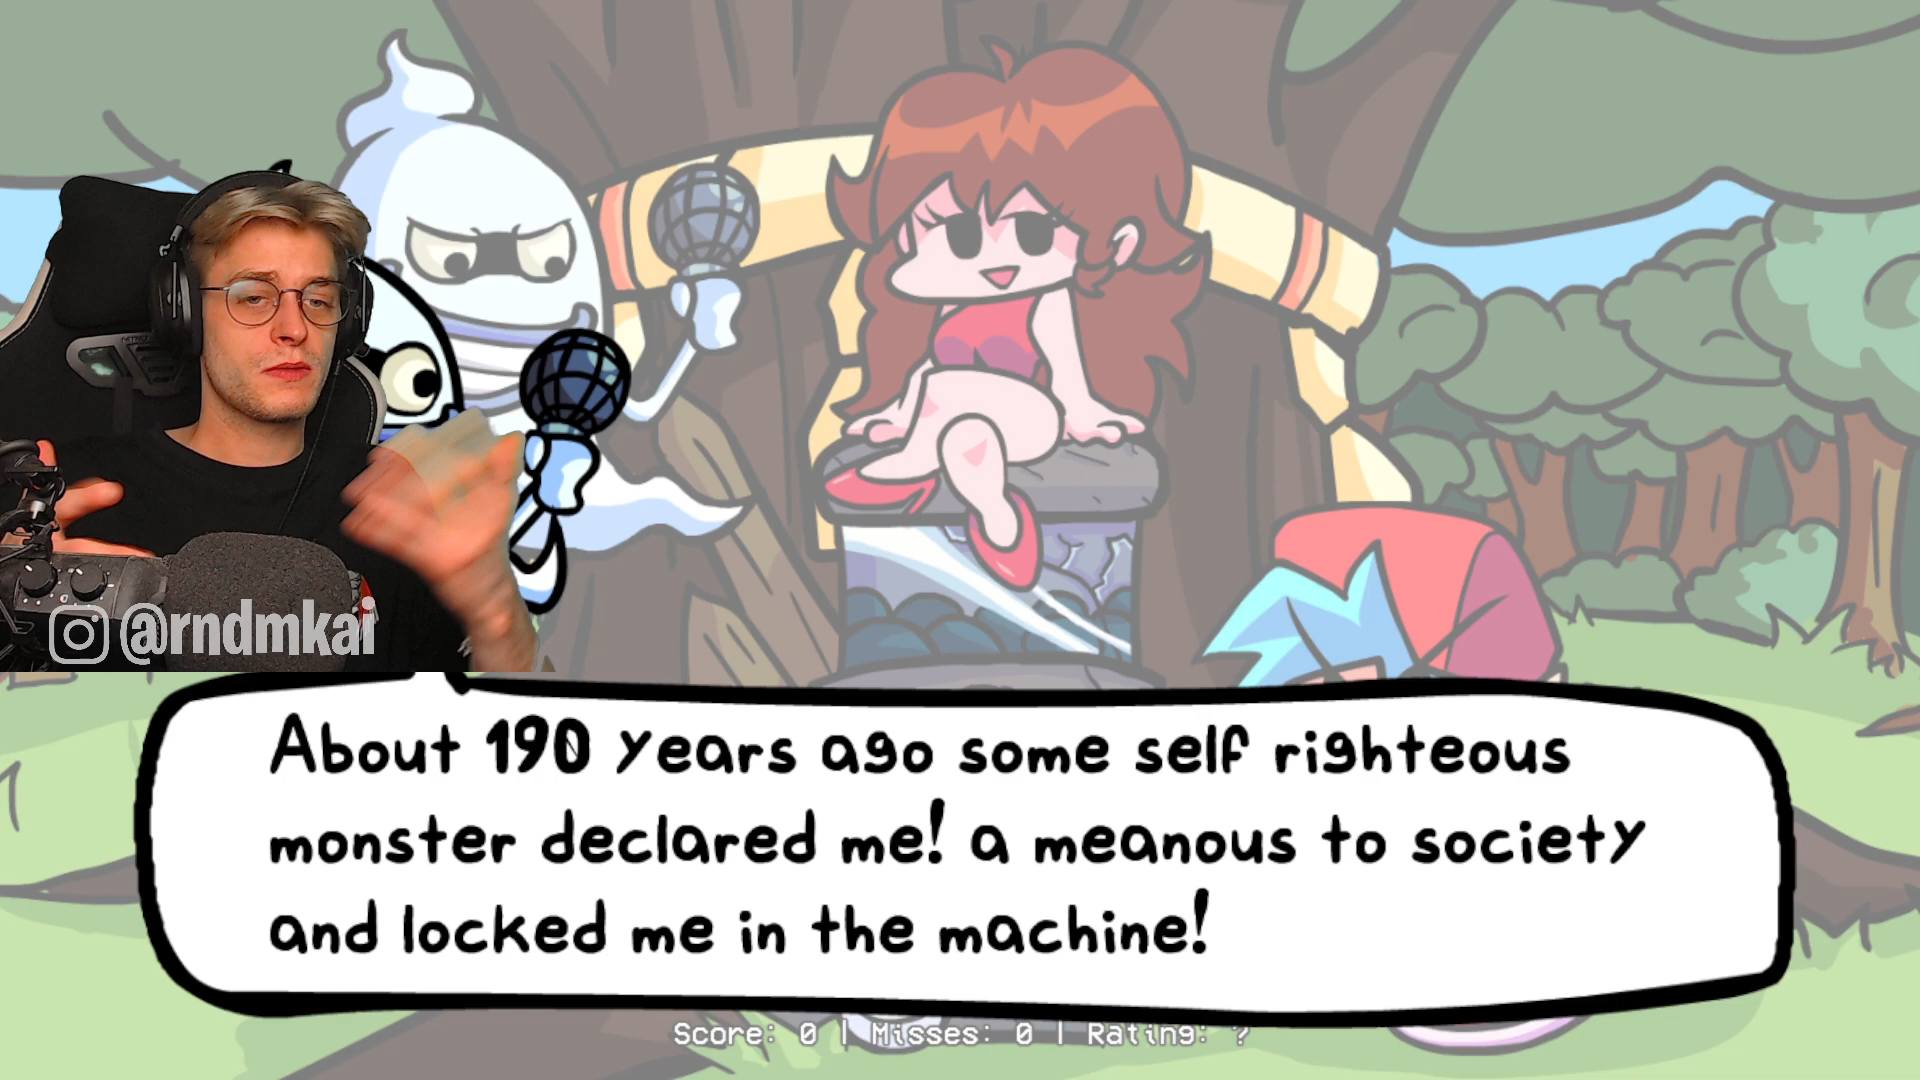 @rndmkai
About 190 years ago some self righteous
monster declared me! a meanous to society
and locked me in the machine!
Score: 0 | Misses: 0 | Rating: ?